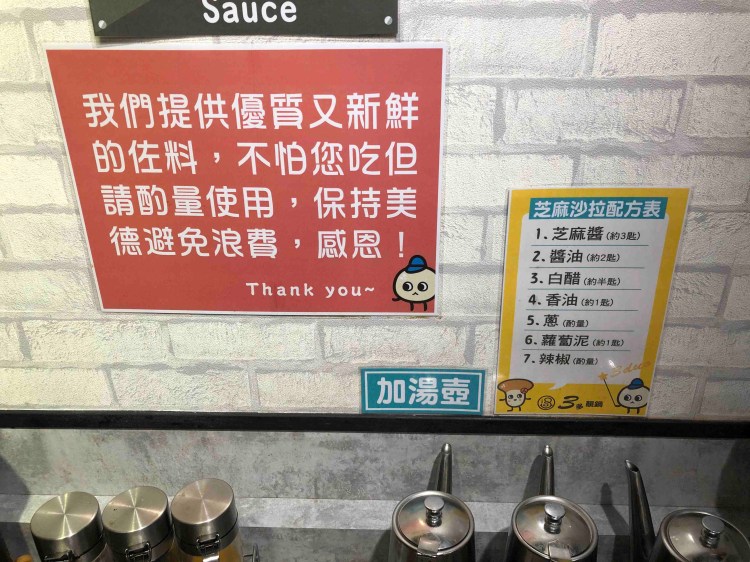 Sauce
我們提供優質又新鮮
的佐料，不怕您吃但
請酌量使用，保持美
德避免浪費，感恩！
Thank you~
芝麻沙拉配方表
1. 芝麻醬 (約3匙)
2. 醬油 (約2匙)
3. 白醋 (約半匙)
4. 香油 (約1匙)
5. 蔥 (酌量)
6. 蘿蔔泥 (約1匙)
7. 辣椒 (酌量)
加湯壺